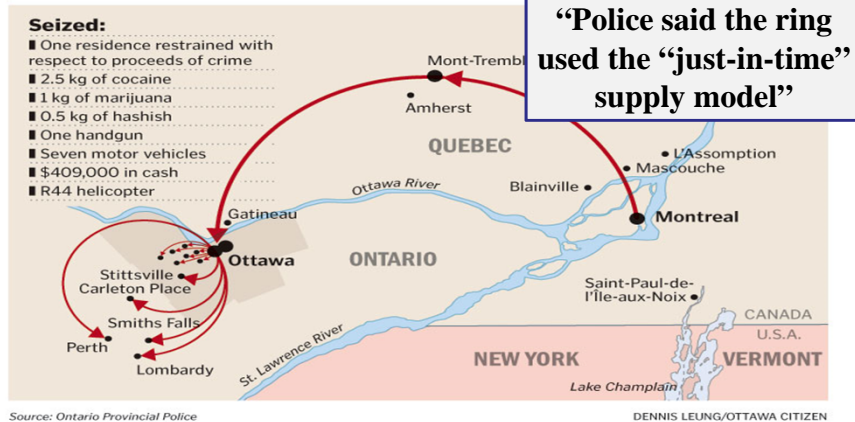 Seized:
▮ One residence restrained with
respect to proceeds of crime
▮ 2.5 kg of cocaine
▮ 1 kg of marijuana
▮ 0.5 kg of hashish
▮ One handgun
▮ Seven motor vehicles
▮ $409,000 in cash
▮ R44 helicopter
“Police said the ring
used the “just-in-time”
supply model”
Mont-Trembl
Amherst
QUEBEC
L'Assomption
Mascouche
Blainville
Ottawa River
Montreal
Gatineau
Ottawa
ONTARIO
Stittsville
Carleton Place
Smiths Falls
Perth
Lombardy
St. Lawrence River
Saint-Paul-de-
l'Île-aux-Noix
CANADA
U.S.A.
NEW YORK
VERMONT
Lake Champlain
Source: Ontario Provincial Police
DENNIS LEUNG/OTTAWA CITIZEN